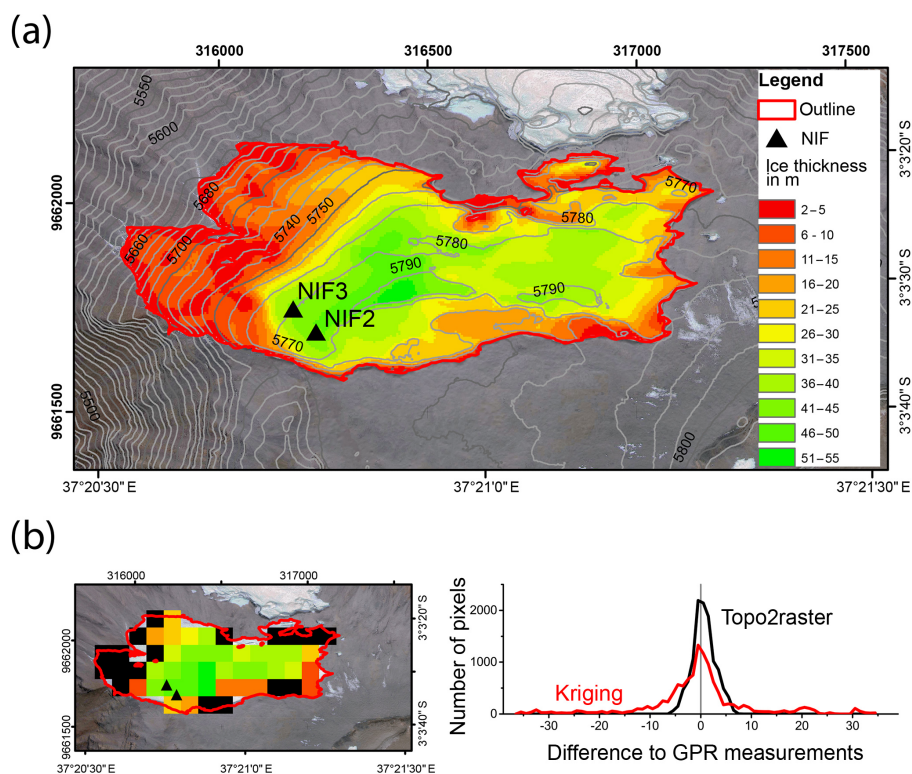 (a)
316000 316500 317000 317500
5550
5600
5680
5750
5740
5770
5780
5660
5700
5780
5790
5790
NIF3
NIF2
5770
5800
9662000
9661500
3°3'20" S
3°3'30" S
3°3'40" S
37°20'30" E 37°21'0" E 37°21'30" E
Legend
Outline
NIF
Ice thickness
in m
2–5
6 - 10
11–15
16–20
21–25
26–30
31–35
36–40
41–45
46–50
51–55
(b)
316000 317000
9662000
9661500
3°3'20" S
3°3'40" S
37°20'30" E 37°21'0" E 37°21'30" E
Number of pixels
2000
1000
0
Topo2raster
Kriging
-30 -20 -10 0 10 20 30
Difference to GPR measurements